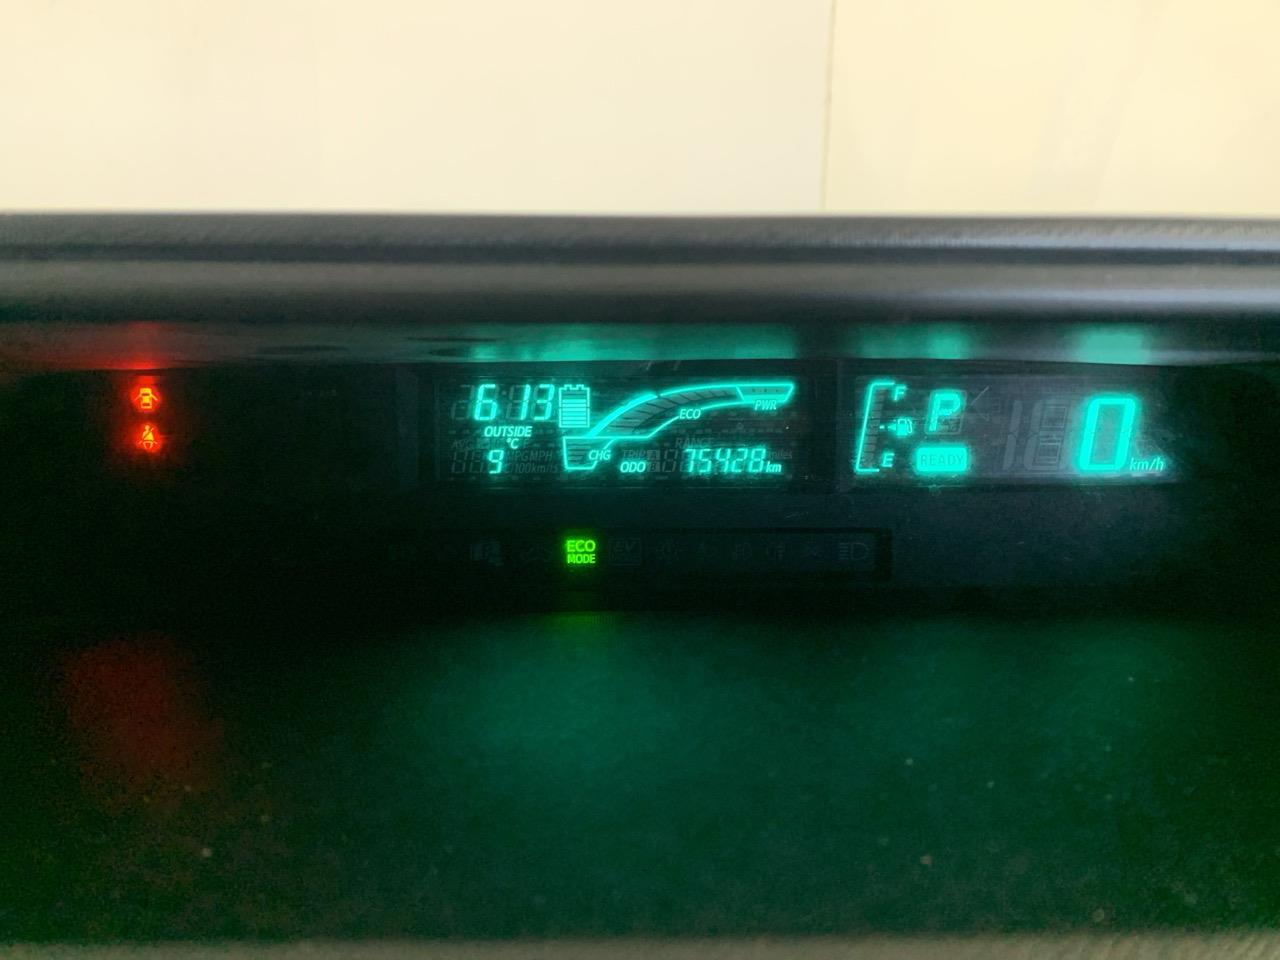 6 13
OUTSIDE
°C
9
ECO
PWR
CHG
ODO 75428 km
F
E
P
READY
0 km/h
ECO
MODE